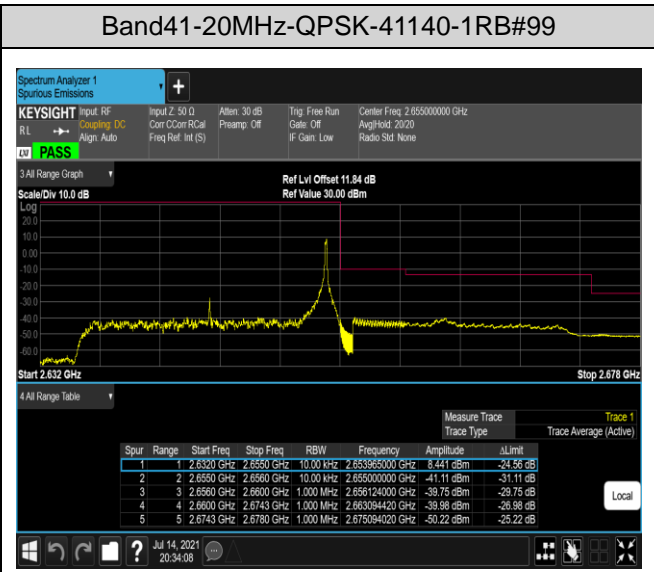 Band41-20MHz-QPSK-41140-1RB#99
Spectrum Analyzer 1
Spurious Emissions
+
KEYSIGHT Input: RF Input Z: 50 Ω Atten: 30 dB Trig: Free Run Center Freq: 2.655000000 GHz
RL Coupling: DC Corr CCorr RCal Preamp: Off Gate: Off Avg|Hold: 20/20
Align: Auto Freq Ref: Int (S) IF Gain: Low Radio Std: None
LXI PASS
3 All Range Graph
Ref Lvl Offset 11.84 dB
Scale/Div 10.0 dB Ref Value 30.00 dBm
Log
20.0
10.0
0.00
-10.0
-20.0
-30.0
-40.0
-50.0
-60.0
Start 2.632 GHz Stop 2.678 GHz
4 All Range Table
Measure Trace Trace 1
Trace Type Trace Average (Active)
Spur Range Start Freq Stop Freq RBW Frequency Amplitude ΔLimit
1 1 2.6320 GHz 2.6550 GHz 10.00 kHz 2.653965000 GHz 8.441 dBm -24.56 dB
2 2 2.6550 GHz 2.6560 GHz 10.00 kHz 2.655000000 GHz -41.11 dBm -31.11 dB
3 3 2.6560 GHz 2.6600 GHz 1.000 MHz 2.656124000 GHz -39.75 dBm -29.75 dB
4 4 2.6600 GHz 2.6743 GHz 1.000 MHz 2.663094420 GHz -39.98 dBm -26.98 dB
5 5 2.6743 GHz 2.6780 GHz 1.000 MHz 2.675094020 GHz -50.22 dBm -25.22 dB
Local
? Jul 14, 2021
20:34:08